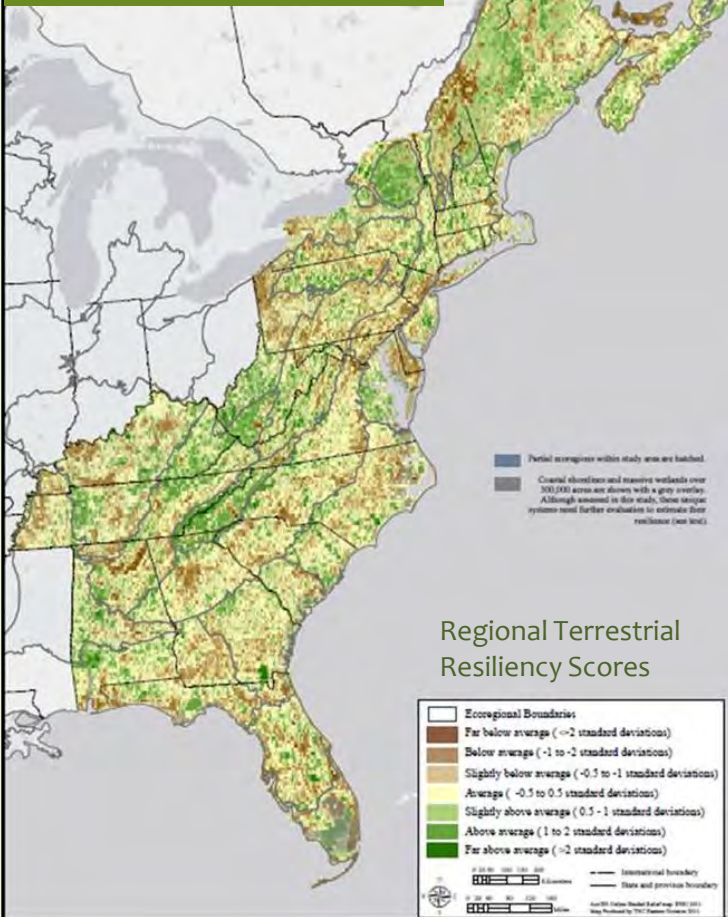 Partial ecoregions within study area are hatched.
Coastal shorelines and massive wetlands over
300,000 acres are shown with a grey overlay.
Although assessed in this study, these unique
systems need further evaluation to estimate their
resilience (see text).
Regional Terrestrial
Resiliency Scores
Ecoregional Boundaries
Far below average (<-2 standard deviations)
Below average (-1 to -2 standard deviations)
Slightly below average (-0.5 to -1 standard deviations)
Average ( -0.5 to 0.5 standard deviations)
Slightly above average (0.5 - 1 standard deviations)
Above average (1 to 2 standard deviations)
Far above average (>2 standard deviations)
International boundary
State and province boundary
Kilometers
Miles